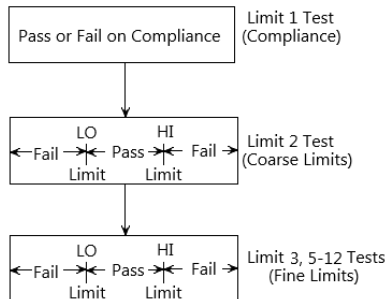 Pass or Fail on Compliance
Limit 1 Test
(Compliance)
LO HI
Fail Pass Fail
Limit Limit
Limit 2 Test
(Coarse Limits)
LO HI
Fail Pass Fail
Limit Limit
Limit 3, 5-12 Tests
(Fine Limits)